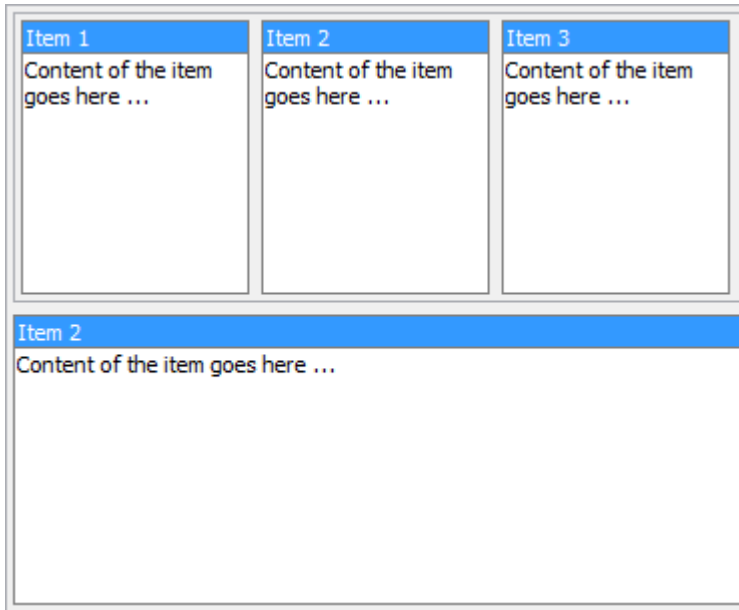 Item 1
Content of the item
goes here ...
Item 2
Content of the item
goes here ...
Item 3
Content of the item
goes here ...
Item 2
Content of the item goes here ...